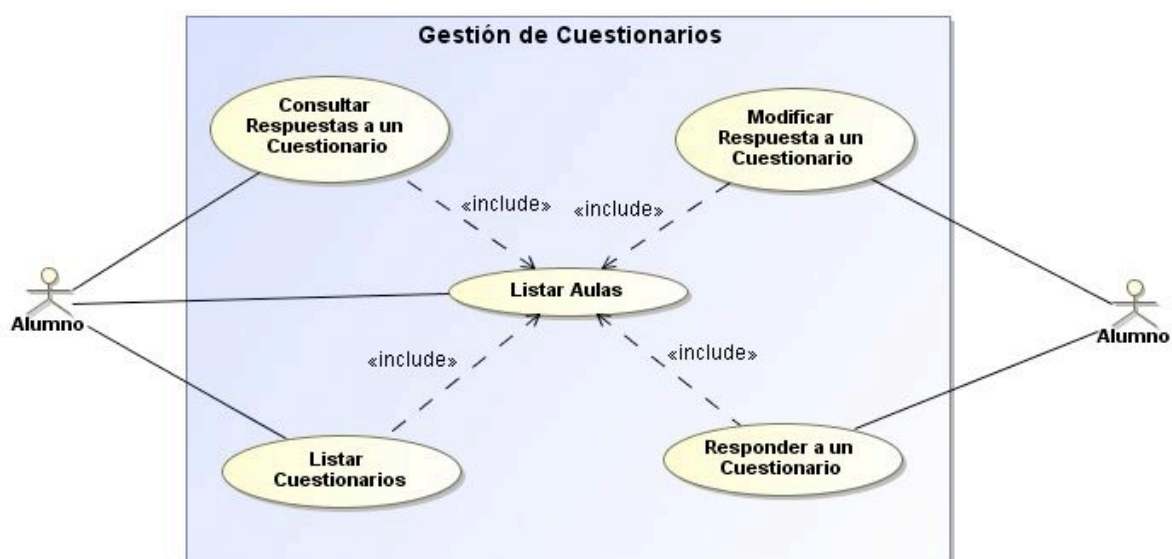 Gestión de Cuestionarios
Consultar
Respuestas a un
Cuestionario
Modificar
Respuesta a un
Cuestionario
«include»
«include»
Listar Aulas
Alumno
Alumno
«include»
«include»
Listar
Cuestionarios
Responder a un
Cuestionario